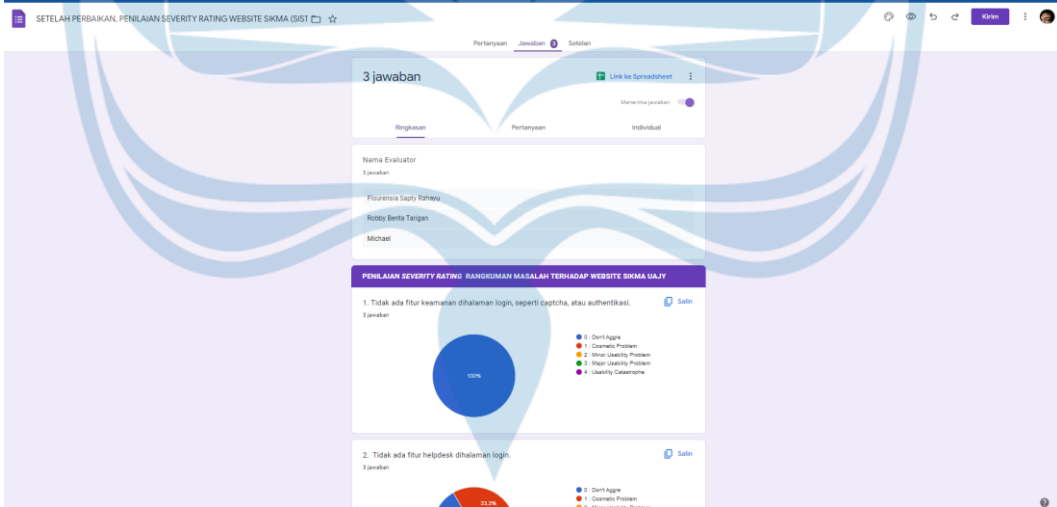 SETELAH PERBAIKAN, PENILAIAN SEVERITY RATING WEBSITE SIKMA (SIST
Kirim
Pertanyaan Jawaban 3 Setelan
3 jawaban
Link ke Spreadsheet
Menerima jawaban
Ringkasan Pertanyaan Individual
Nama Evaluator
3 jawaban
Flourensia Sapty Rahayu
Robby Benta Tarigan
Michael
PENILAIAN SEVERITY RATING RANGKUMAN MASALAH TERHADAP WEBSITE SIKMA UAJY
1. Tidak ada fitur keamanan dihalaman login, seperti captcha, atau authentikasi.
Salin
3 jawaban
100%
0 : Don't Aggre
1 : Cosmetic Problem
2 : Minor Usability Problem
3 : Major Usability Problem
4 : Usability Catastrophe
2. Tidak ada fitur helpdesk dihalaman login.
Salin
3 jawaban
33,3%
0 : Don't Aggre
1 : Cosmetic Problem